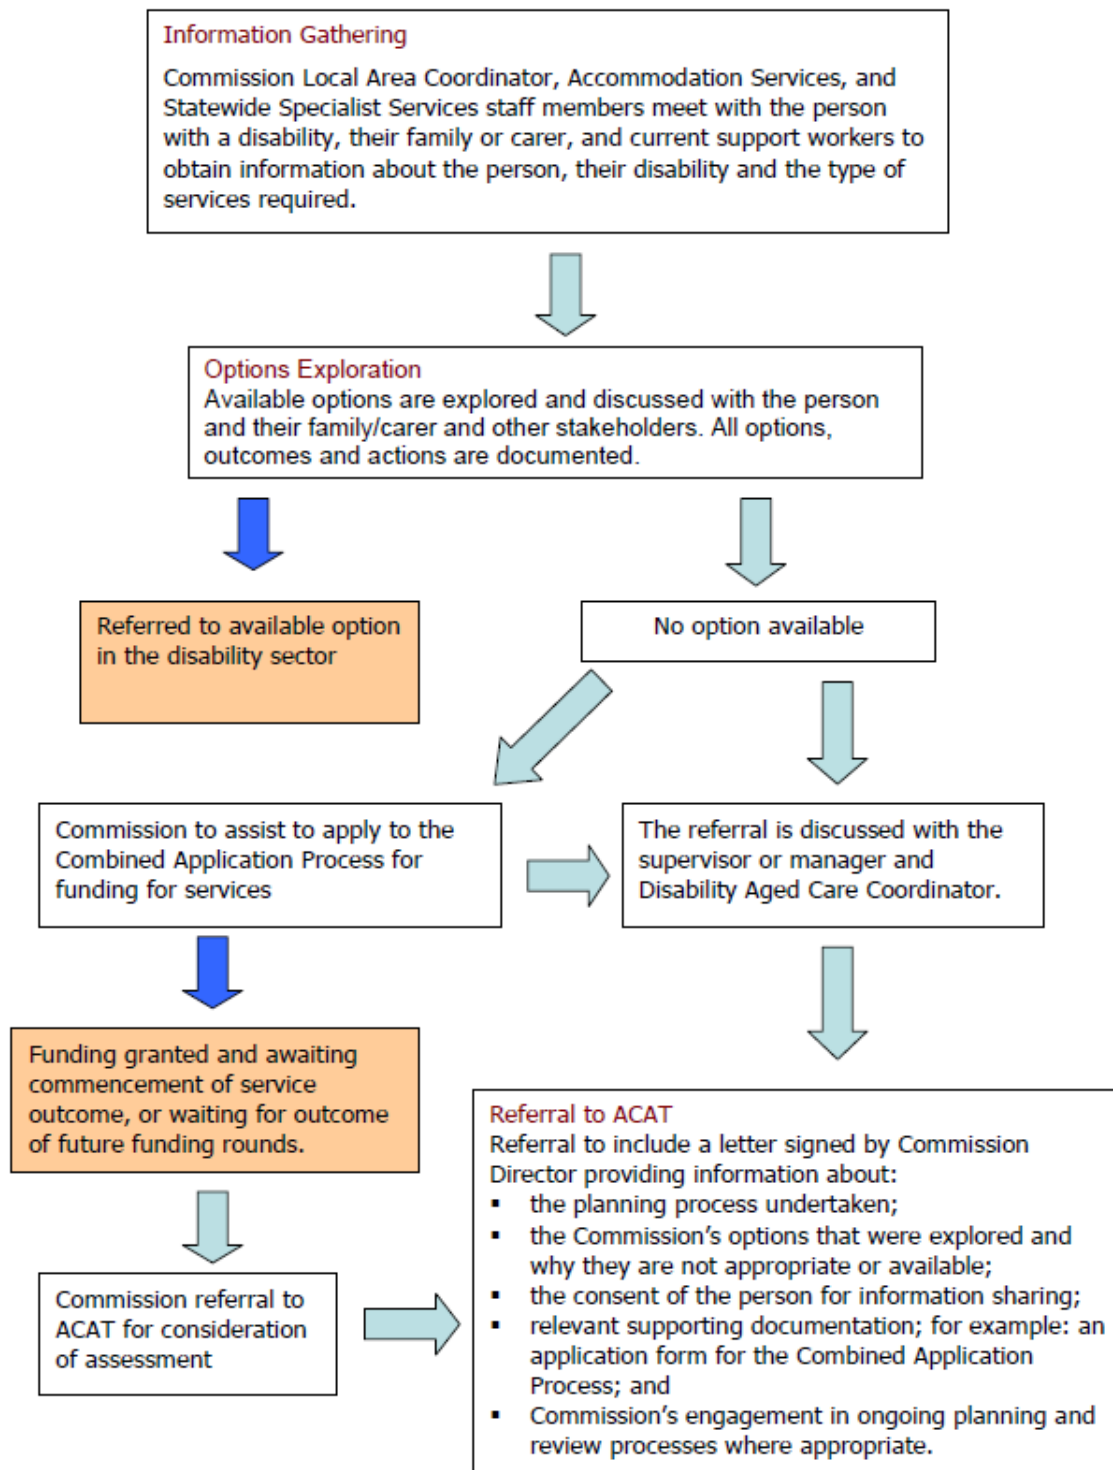 Information Gathering
Commission Local Area Coordinator, Accommodation Services, and
Statewide Specialist Services staff members meet with the person
with a disability, their family or carer, and current support workers to
obtain information about the person, their disability and the type of
services required.
Options Exploration
Available options are explored and discussed with the person
and their family/carer and other stakeholders. All options,
outcomes and actions are documented.
Referred to available option
in the disability sector
No option available
Commission to assist to apply to the
Combined Application Process for
funding for services
The referral is discussed with the
supervisor or manager and
Disability Aged Care Coordinator.
Funding granted and awaiting
commencement of service
outcome, or waiting for outcome
of future funding rounds.
Commission referral to
ACAT for consideration
of assessment
Referral to ACAT
Referral to include a letter signed by Commission
Director providing information about:
▪ the planning process undertaken;
▪ the Commission's options that were explored and
why they are not appropriate or available;
▪ the consent of the person for information sharing;
▪ relevant supporting documentation; for example: an
application form for the Combined Application
Process; and
▪ Commission's engagement in ongoing planning and
review processes where appropriate.